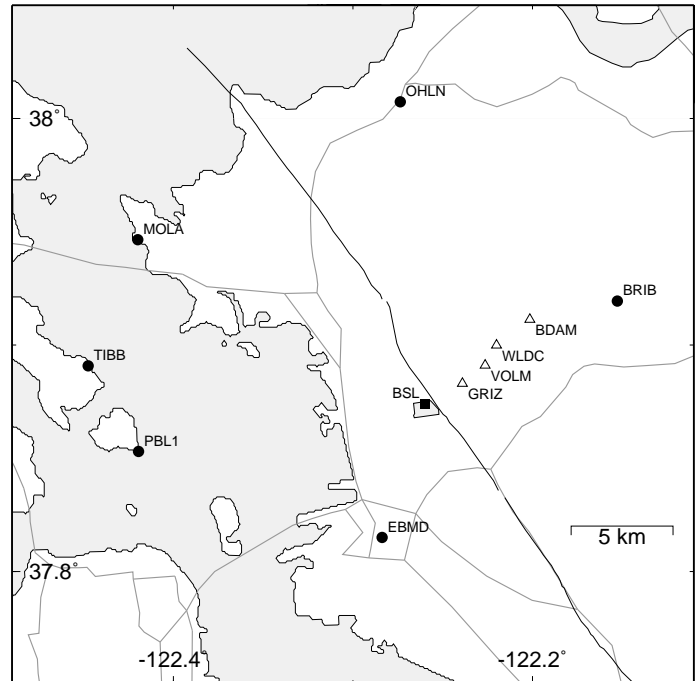 OHLN
38°
MOLA
BRIB
BDAM
WLDC
TIBB
VOLM
BSL
GRIZ
PBL1
EBMD
5 km
37.8°
-122.4
-122.2°